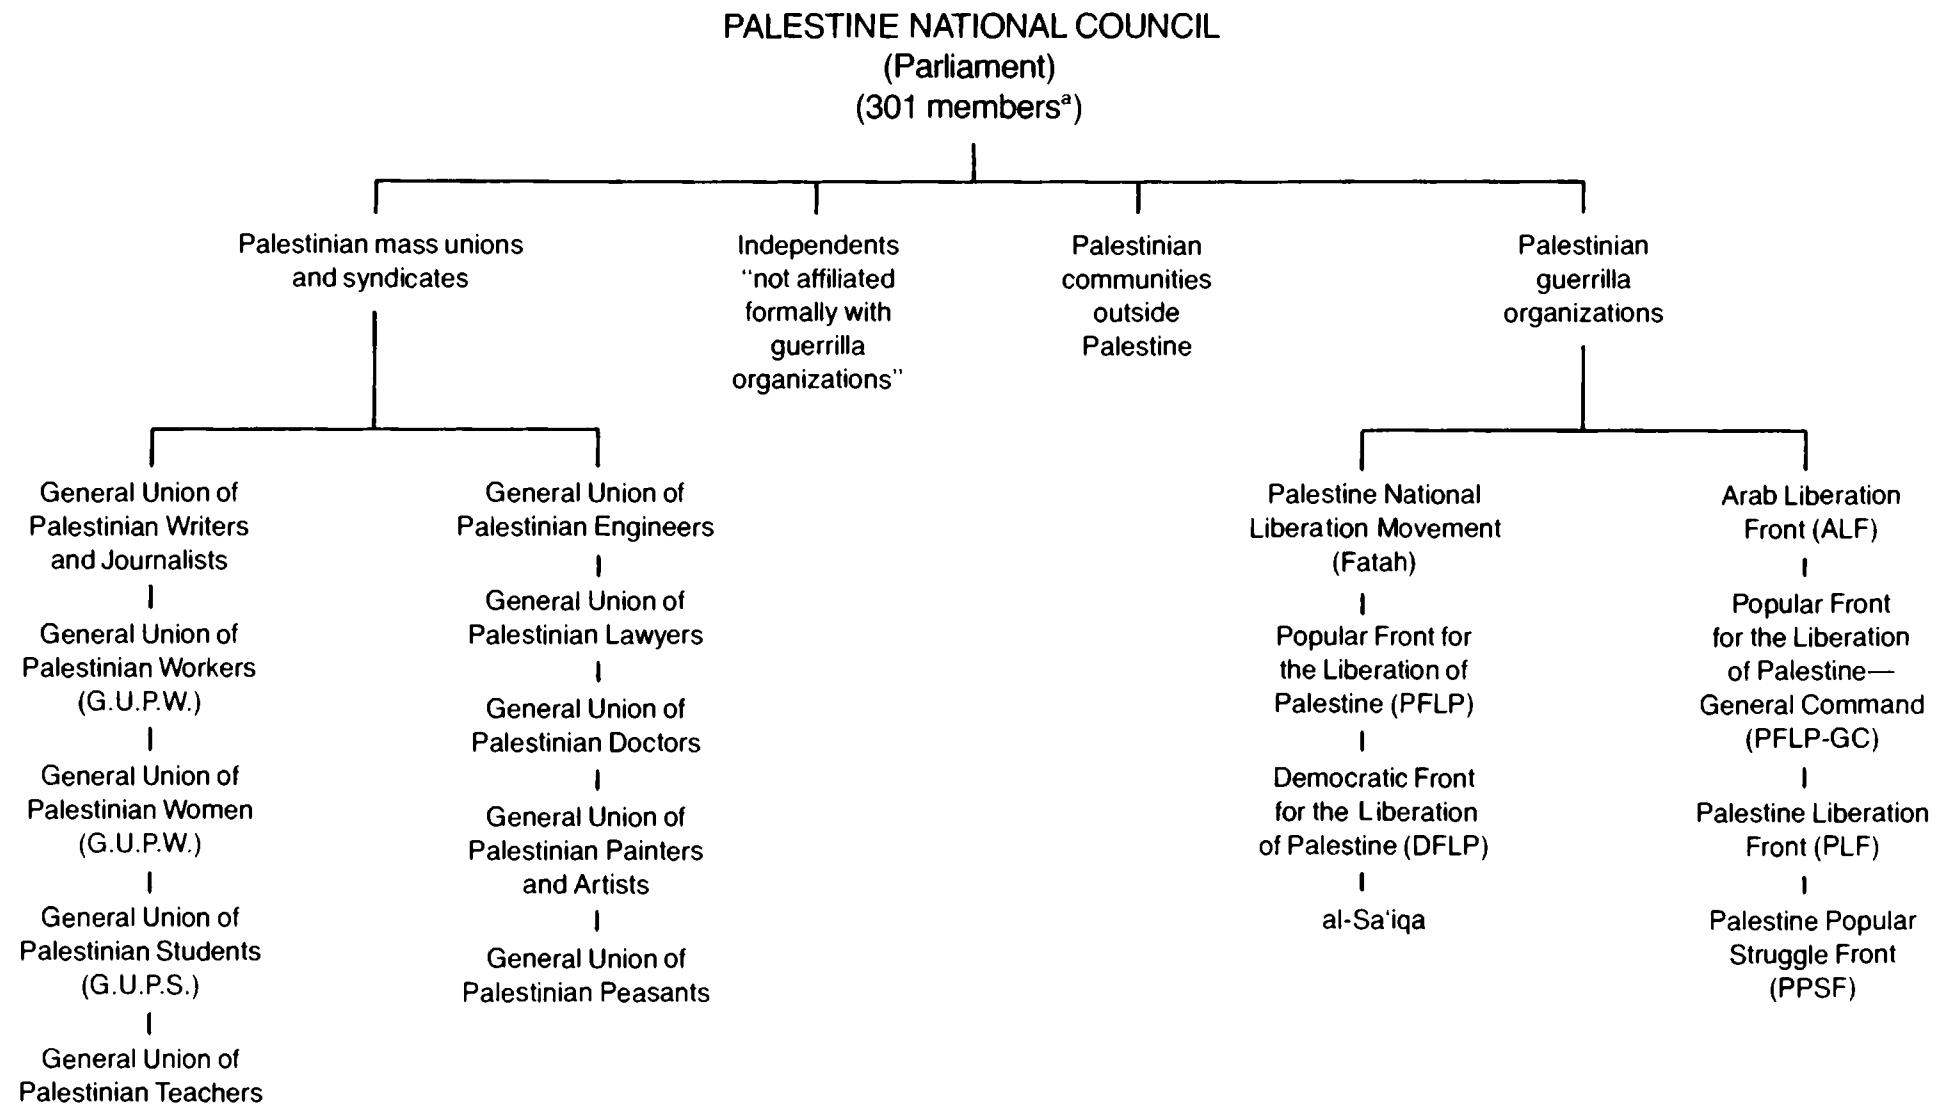 PALESTINE NATIONAL COUNCIL
(Parliament)
(301 membersᵃ)
Palestinian mass unions
and syndicates
Independents
"not affiliated
formally with
guerrilla
organizations"
Palestinian
communities
outside
Palestine
Palestinian
guerrilla
organizations
General Union of
Palestinian Writers
and Journalists
General Union of
Palestinian Workers
(G.U.P.W.)
General Union of
Palestinian Women
(G.U.P.W.)
General Union of
Palestinian Students
(G.U.P.S.)
General Union of
Palestinian Teachers
General Union of
Palestinian Engineers
General Union of
Palestinian Lawyers
General Union of
Palestinian Doctors
General Union of
Palestinian Painters
and Artists
General Union of
Palestinian Peasants
Palestine National
Liberation Movement
(Fatah)
Popular Front for
the Liberation of
Palestine (PFLP)
Democratic Front
for the Liberation
of Palestine (DFLP)
al-Sa‘iqa
Arab Liberation
Front (ALF)
Popular Front
for the Liberation
of Palestine—
General Command
(PFLP-GC)
Palestine Liberation
Front (PLF)
Palestine Popular
Struggle Front
(PPSF)